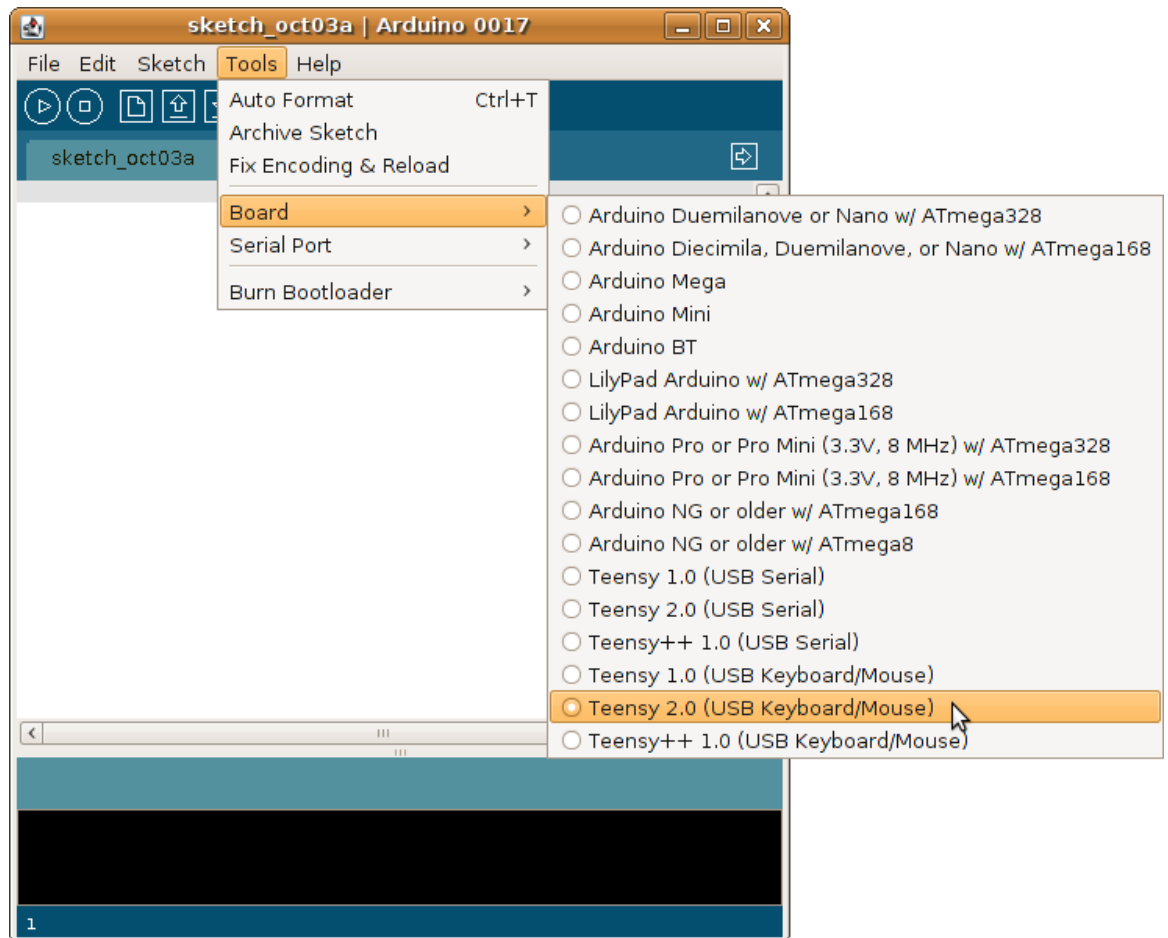 sketch_oct03a | Arduino 0017
File Edit Sketch Tools Help
Auto Format Ctrl+T
Archive Sketch
sketch_oct03a
Fix Encoding & Reload
Board
Serial Port
Burn Bootloader
Arduino Duemilanove or Nano w/ ATmega328
Arduino Diecimila, Duemilanove, or Nano w/ ATmega168
Arduino Mega
Arduino Mini
Arduino BT
LilyPad Arduino w/ ATmega328
LilyPad Arduino w/ ATmega168
Arduino Pro or Pro Mini (3.3V, 8 MHz) w/ ATmega328
Arduino Pro or Pro Mini (3.3V, 8 MHz) w/ ATmega168
Arduino NG or older w/ ATmega168
Arduino NG or older w/ ATmega8
Teensy 1.0 (USB Serial)
Teensy 2.0 (USB Serial)
Teensy++ 1.0 (USB Serial)
Teensy 1.0 (USB Keyboard/Mouse)
Teensy 2.0 (USB Keyboard/Mouse)
Teensy++ 1.0 (USB Keyboard/Mouse)
1